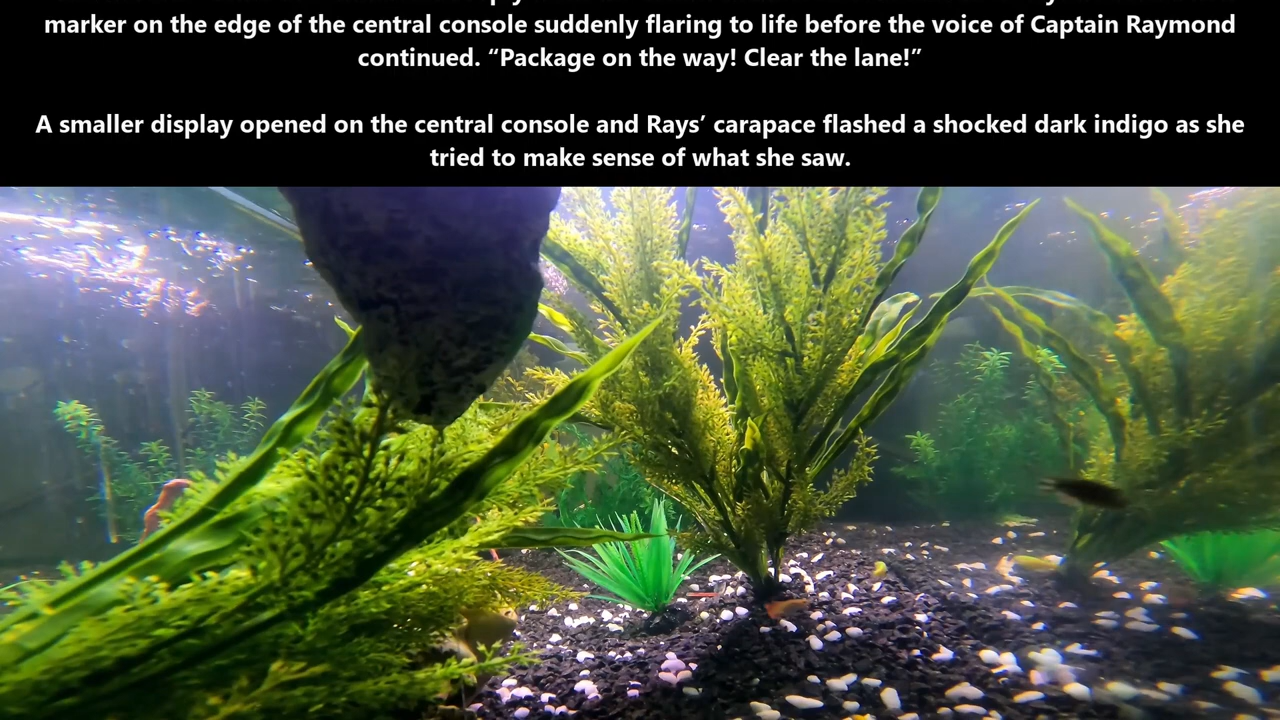 marker on the edge of the central console suddenly flaring to life before the voice of Captain Raymond
continued. “Package on the way! Clear the lane!”
A smaller display opened on the central console and Rays’ carapace flashed a shocked dark indigo as she
tried to make sense of what she saw.